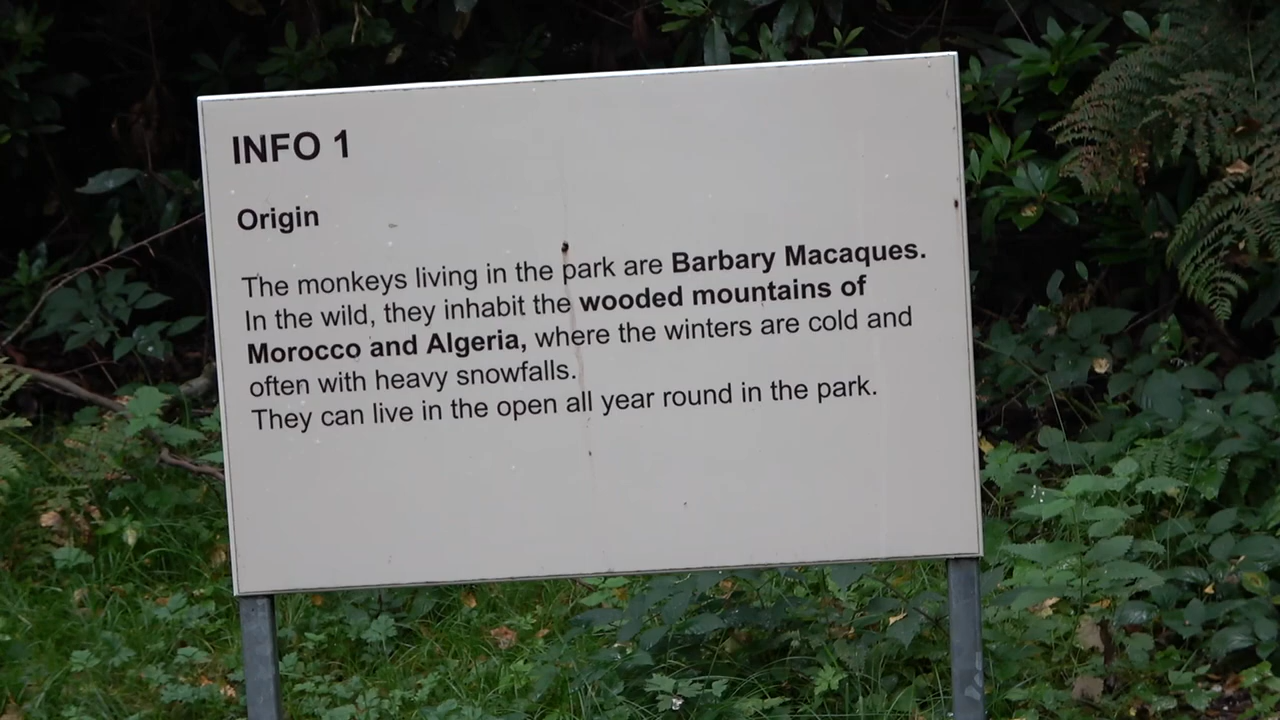 INFO 1
Origin
The monkeys living in the park are Barbary Macaques.
In the wild, they inhabit the wooded mountains of
Morocco and Algeria, where the winters are cold and
often with heavy snowfalls.
They can live in the open all year round in the park.